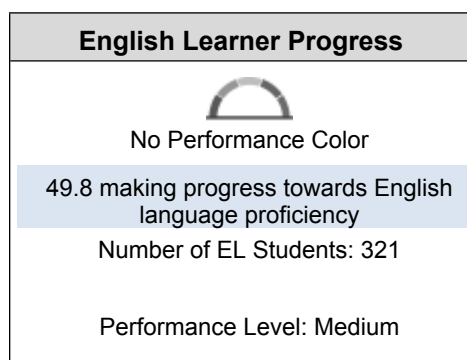 English Learner Progress
No Performance Color
49.8 making progress towards English
language proficiency
Number of EL Students: 321
Performance Level: Medium